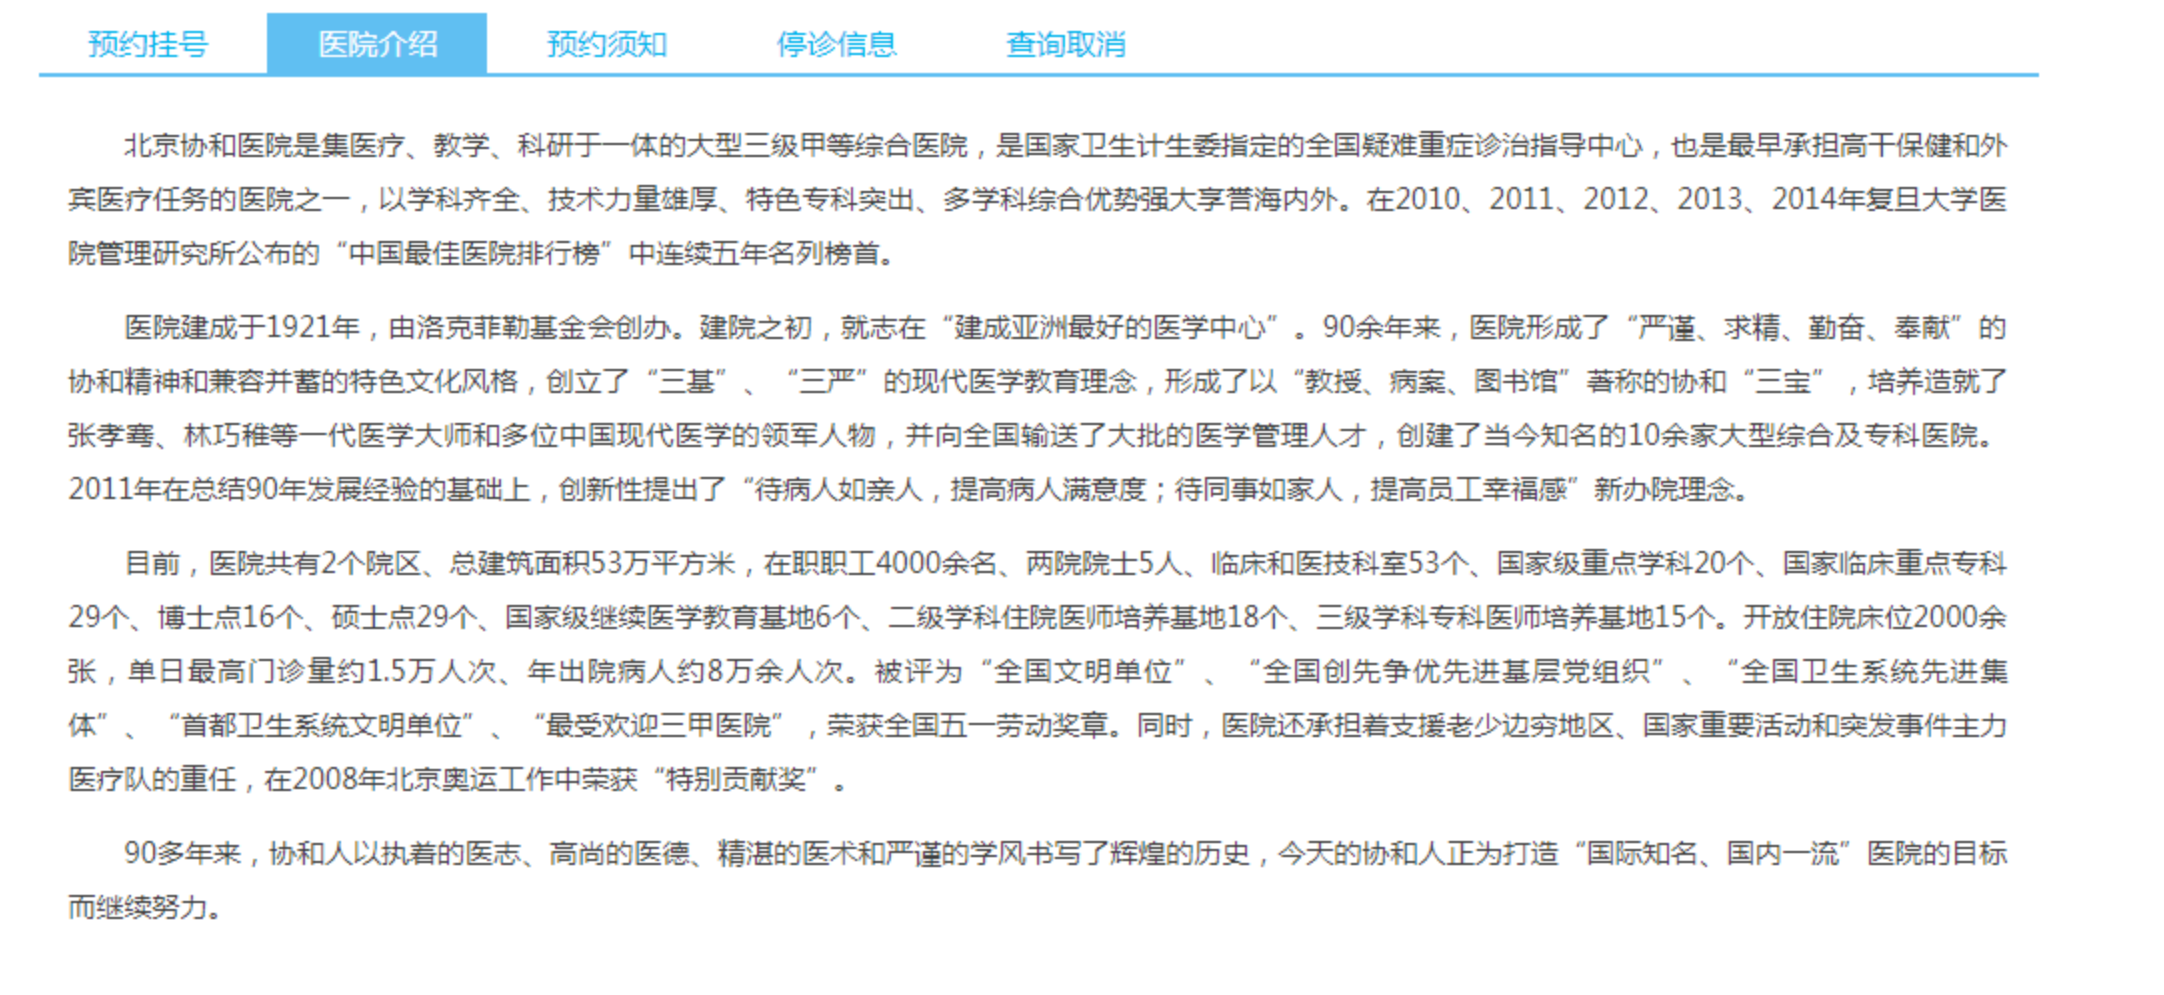 预约挂号 医院介绍 预约须知 停诊信息 查询取消
北京协和医院是集医疗、教学、科研于一体的大型三级甲等综合医院，是国家卫生计生委指定的全国疑难重症诊治指导中心，也是最早承担高干保健和外
宾医疗任务的医院之一，以学科齐全、技术力量雄厚、特色专科突出、多学科综合优势强大享誉海内外。在2010、2011、2012、2013、2014年复旦大学医
院管理研究所公布的“中国最佳医院排行榜”中连续五年名列榜首。
医院建成于1921年，由洛克菲勒基金会创办。建院之初，就志在“建成亚洲最好的医学中心”。90余年来，医院形成了“严谨、求精、勤奋、奉献”的
协和精神和兼容并蓄的特色文化风格，创立了“三基”、“三严”的现代医学教育理念，形成了以“教授、病案、图书馆”著称的协和“三宝”，培养造就了
张孝骞、林巧稚等一代医学大师和多位中国现代医学的领军人物，并向全国输送了大批的医学管理人才，创建了当今知名的10余家大型综合及专科医院。
2011年在总结90年发展经验的基础上，创新性提出了“待病人如亲人，提高病人满意度；待同事如家人，提高员工幸福感”新办院理念。
目前，医院共有2个院区、总建筑面积53万平方米，在职职工4000余名、两院院士5人、临床和医技科室53个、国家级重点学科20个、国家临床重点专科
29个、博士点16个、硕士点29个、国家级继续医学教育基地6个、二级学科住院医师培养基地18个、三级学科专科医师培养基地15个。开放住院床位2000余
张，单日最高门诊量约1.5万人次、年出院病人约8万余人次。被评为“全国文明单位”、“全国创先争优先进基层党组织”、“全国卫生系统先进集
体”、“首都卫生系统文明单位”、“最受欢迎三甲医院”，荣获全国五一劳动奖章。同时，医院还承担着支援老少边穷地区、国家重要活动和突发事件主力
医疗队的重任，在2008年北京奥运工作中荣获“特别贡献奖”。
90多年来，协和人以执着的医志、高尚的医德、精湛的医术和严谨的学风书写了辉煌的历史，今天的协和人正为打造“国际知名、国内一流”医院的目标
而继续努力。